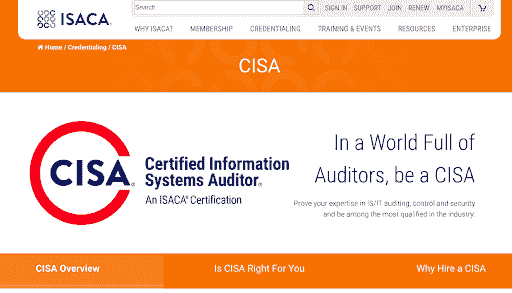 ISACA.
Search
SIGN IN SUPPORT JOIN RENEW MYISACA
WHY ISACA? MEMBERSHIP CREDENTIALING TRAINING & EVENTS RESOURCES ENTERPRISE
Home / Credentialing / CISA
CISA
CISA®
Certified Information
Systems Auditor®
An ISACA® Certification
In a World Full of
Auditors, be a CISA
Prove your expertise in IS/IT auditing, control and security
and be among the most qualified in the industry.
CISA Overview Is CISA Right For You Why Hire a CISA